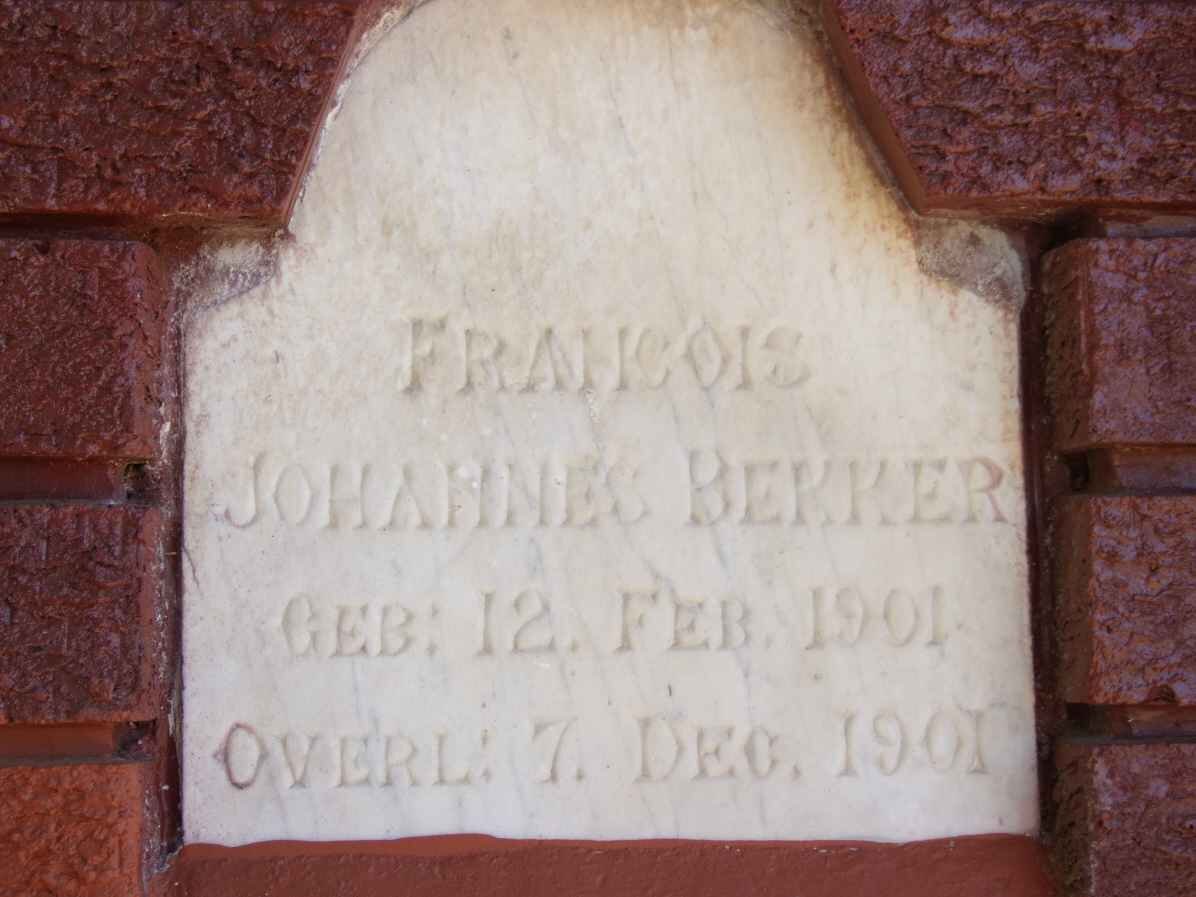 FRANCOIS
JOHANNES BEKKER
GEB: 12. FEB. 1901.
OVERL: 7. DEC. 1901